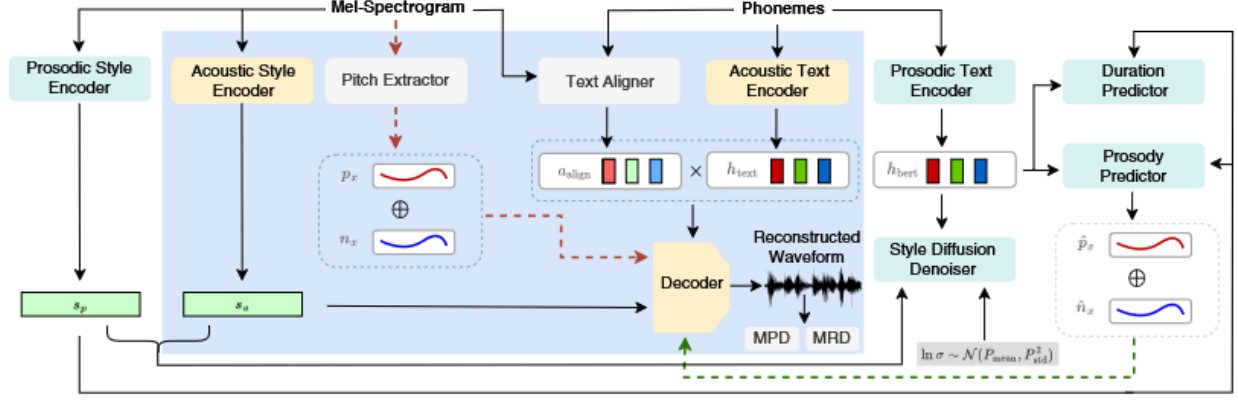 Mel-Spectrogram
Phonemes
Prosodic Style
Encoder
Acoustic Style
Encoder
Pitch Extractor
Text Aligner
Acoustic Text
Encoder
Prosodic Text
Encoder
Duration
Predictor
p_x
⊕
n_x
a_align
×
h_text
h_bert
Prosody
Predictor
Reconstructed
Waveform
Decoder
Style Diffusion
Denoiser
p̂_x
⊕
n̂_x
s_p
s_a
MPD
MRD
ln σ ∼ 𝒩(P_mean, P²_std)